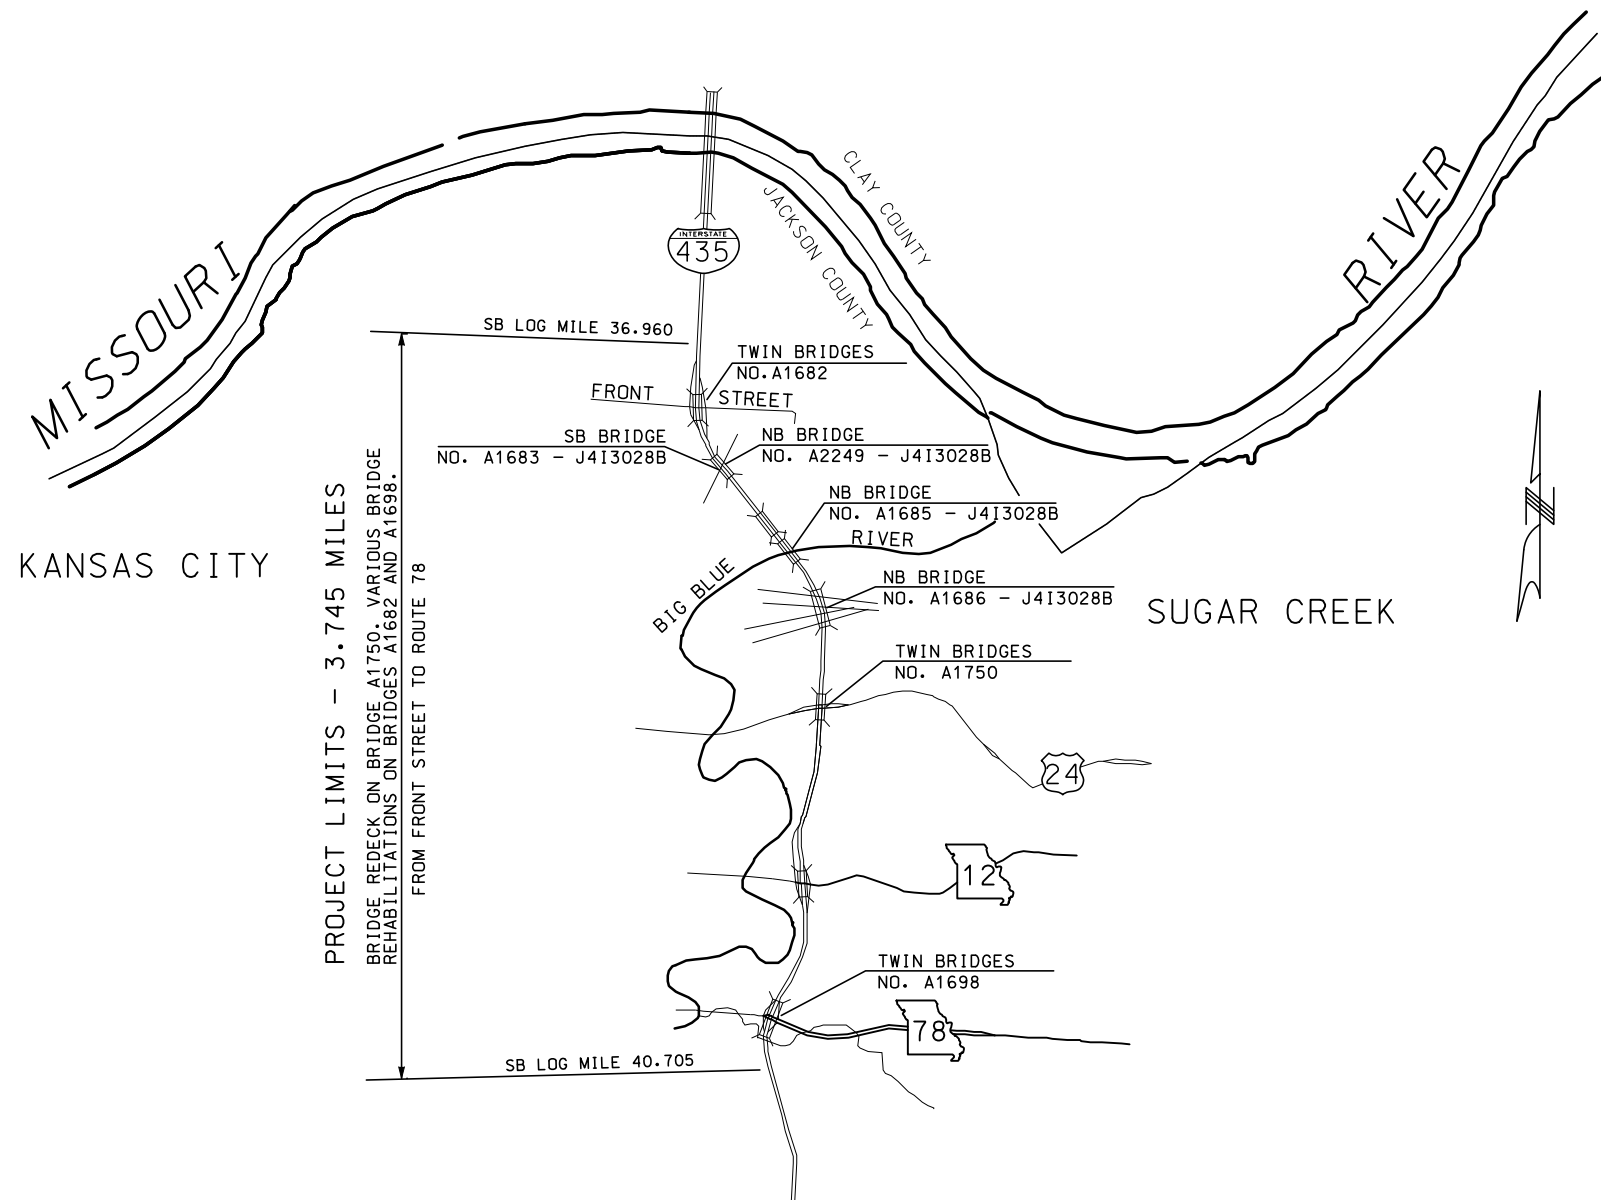 MISSOURI
RIVER
CLAY COUNTY
JACKSON COUNTY
INTERSTATE
435
SB LOG MILE 36.960
TWIN BRIDGES
NO.A1682
FRONT STREET
SB BRIDGE
NO. A1683 - J4I3028B
NB BRIDGE
NO. A2249 - J4I3028B
NB BRIDGE
NO. A1685 - J4I3028B
BIG BLUE RIVER
KANSAS CITY
NB BRIDGE
NO. A1686 - J4I3028B
SUGAR CREEK
N
TWIN BRIDGES
NO. A1750
24
12
TWIN BRIDGES
NO. A1698
78
SB LOG MILE 40.705
PROJECT LIMITS - 3.745 MILES
BRIDGE REDECK ON BRIDGE A1750. VARIOUS BRIDGE
REHABILITATIONS ON BRIDGES A1682 AND A1698.
FROM FRONT STREET TO ROUTE 78